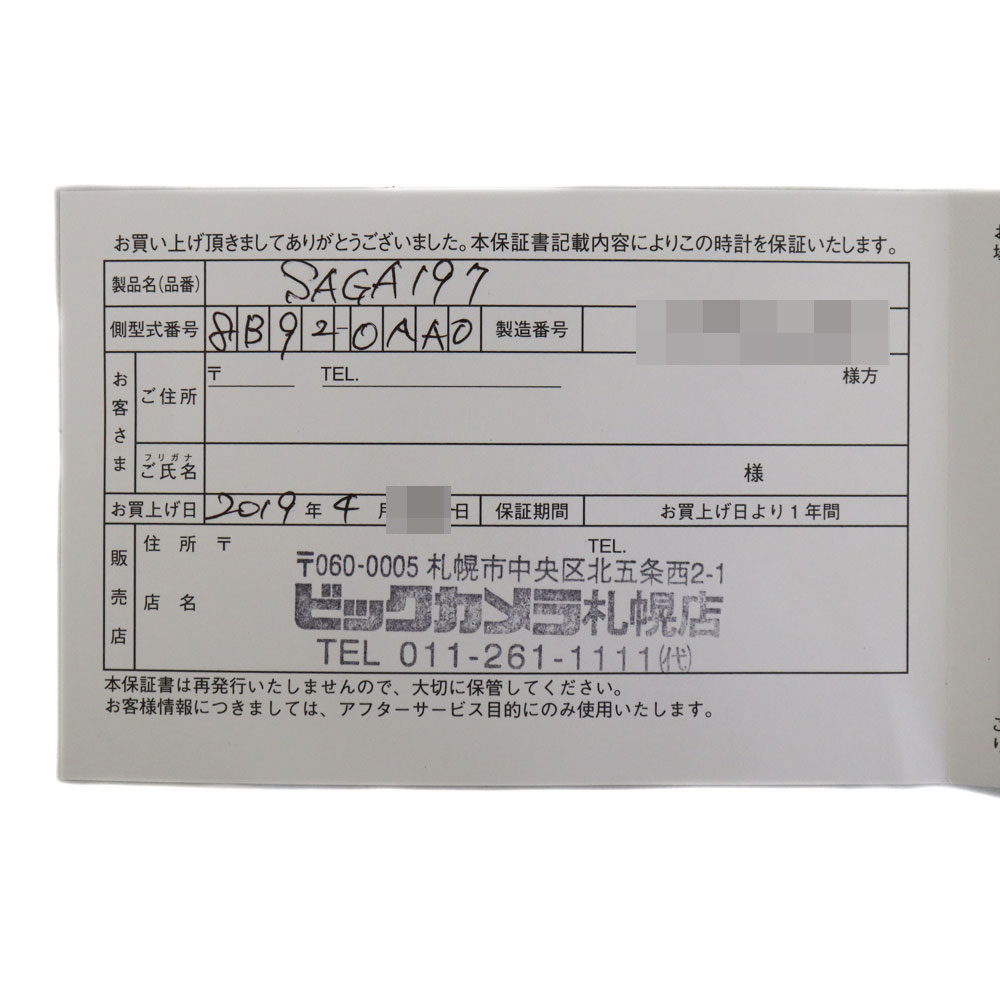 お買い上げ頂きましてありがとうございました。本保証書記載内容によりこの時計を保証いたします。
製品名(品番) SAGA197
側型式番号 8B92-0AA0 製造番号
お客さま
ご住所 〒 TEL. 様方
フリガナ
ご氏名 様
お買上げ日 2019年4月 日 保証期間 お買上げ日より1年間
販売店
住所 〒 TEL.
〒060-0005 札幌市中央区北五条西2-1
店名
ビックカメラ札幌店
TEL 011-261-1111(代)
本保証書は再発行いたしませんので、大切に保管してください。
お客様情報につきましては、アフターサービス目的にのみ使用いたします。